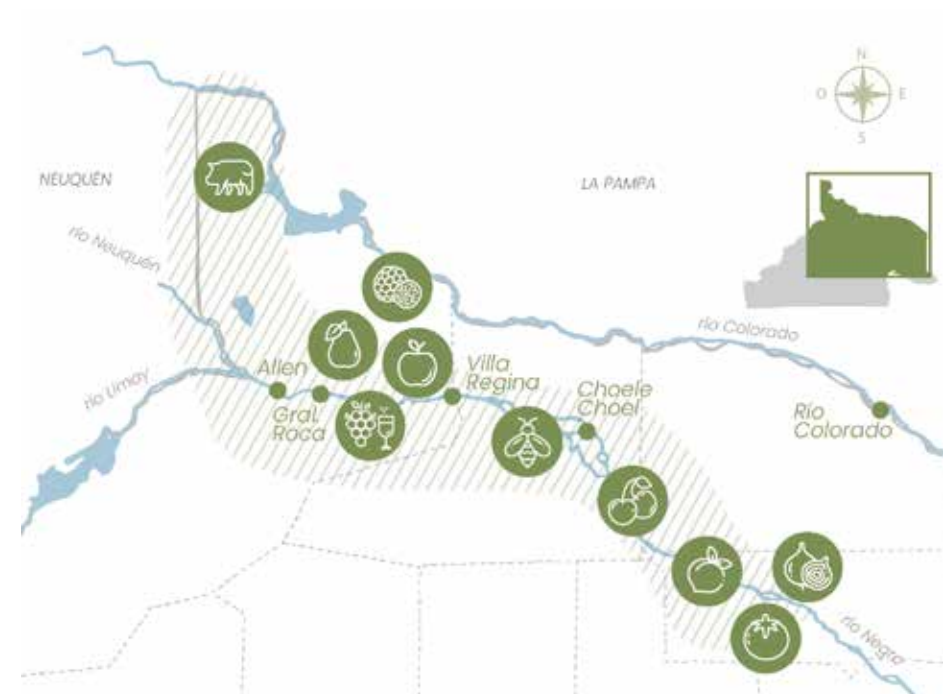 N
O
E
S
NEUQUÉN
LA PAMPA
río Neuquén
río Colorado
río Limay
Allen
Gral.
Roca
Villa
Regina
Choele
Choel
Río
Colorado
río Negro